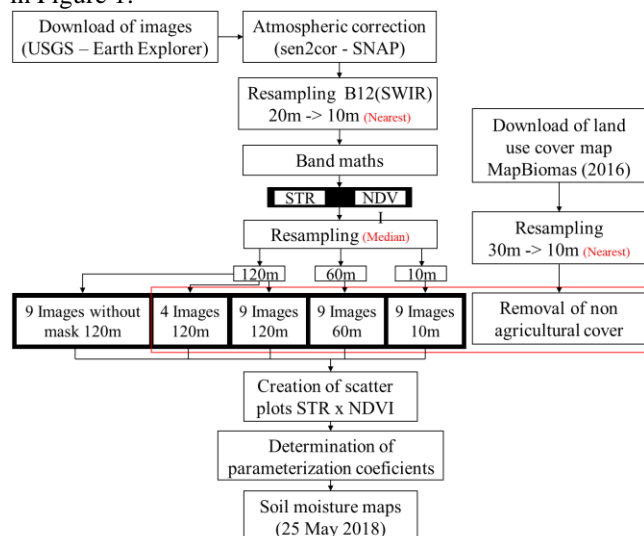 in Figure 1.
Download of images
(USGS – Earth Explorer)
Atmospheric correction
(sen2cor - SNAP)
Resampling B12(SWIR)
20m -> 10m (Nearest)
Band maths
STR
NDV
I
Resampling (Median)
120m
60m
10m
Download of land
use cover map
MapBiomas (2016)
Resampling
30m -> 10m (Nearest)
Removal of non
agricultural cover
9 Images without
mask 120m
4 Images
120m
9 Images
120m
9 Images
60m
9 Images
10m
Creation of scatter
plots STR x NDVI
Determination of
parameterization coeficients
Soil moisture maps
(25 May 2018)